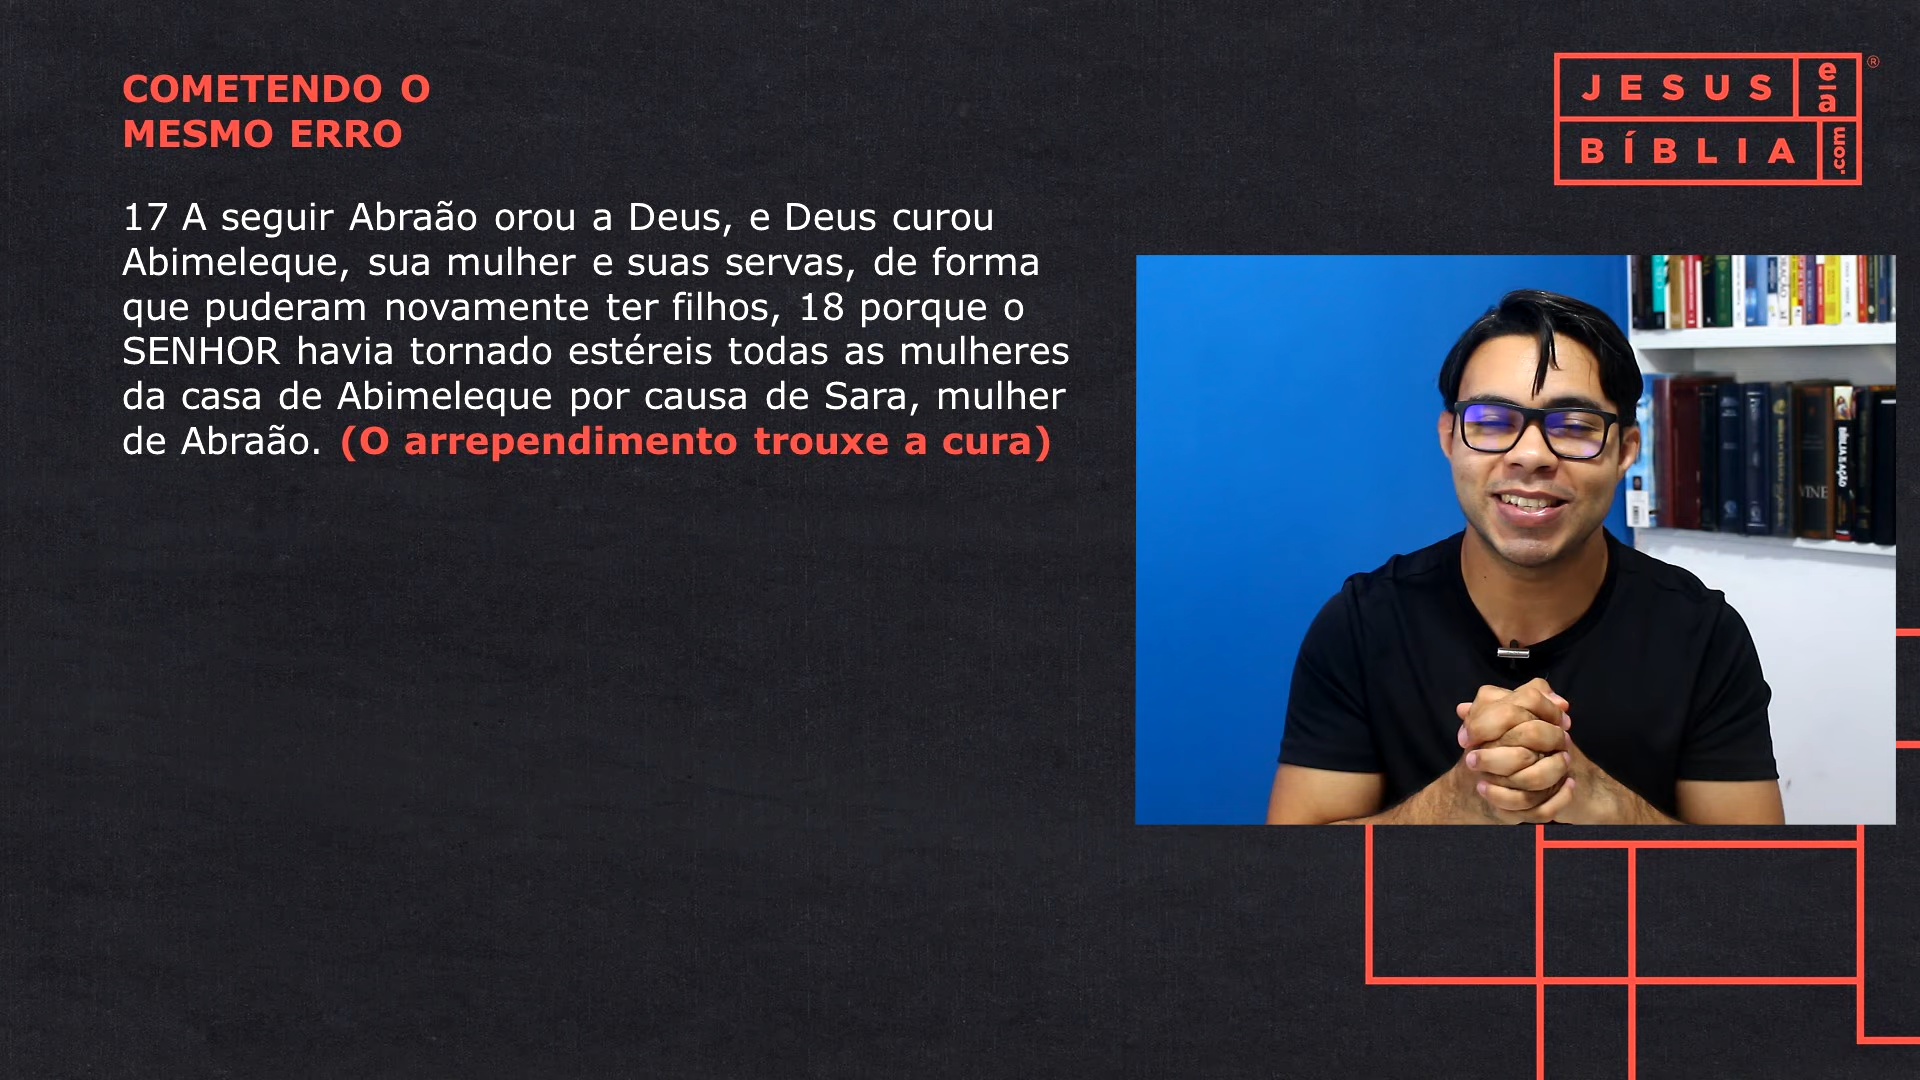 COMETENDO O
MESMO ERRO
17 A seguir Abraão orou a Deus, e Deus curou
Abimeleque, sua mulher e suas servas, de forma
que puderam novamente ter filhos, 18 porque o
SENHOR havia tornado estéreis todas as mulheres
da casa de Abimeleque por causa de Sara, mulher
de Abraão. (O arrependimento trouxe a cura)
JESUS
e a
BÍBLIA
.com
®
VINE